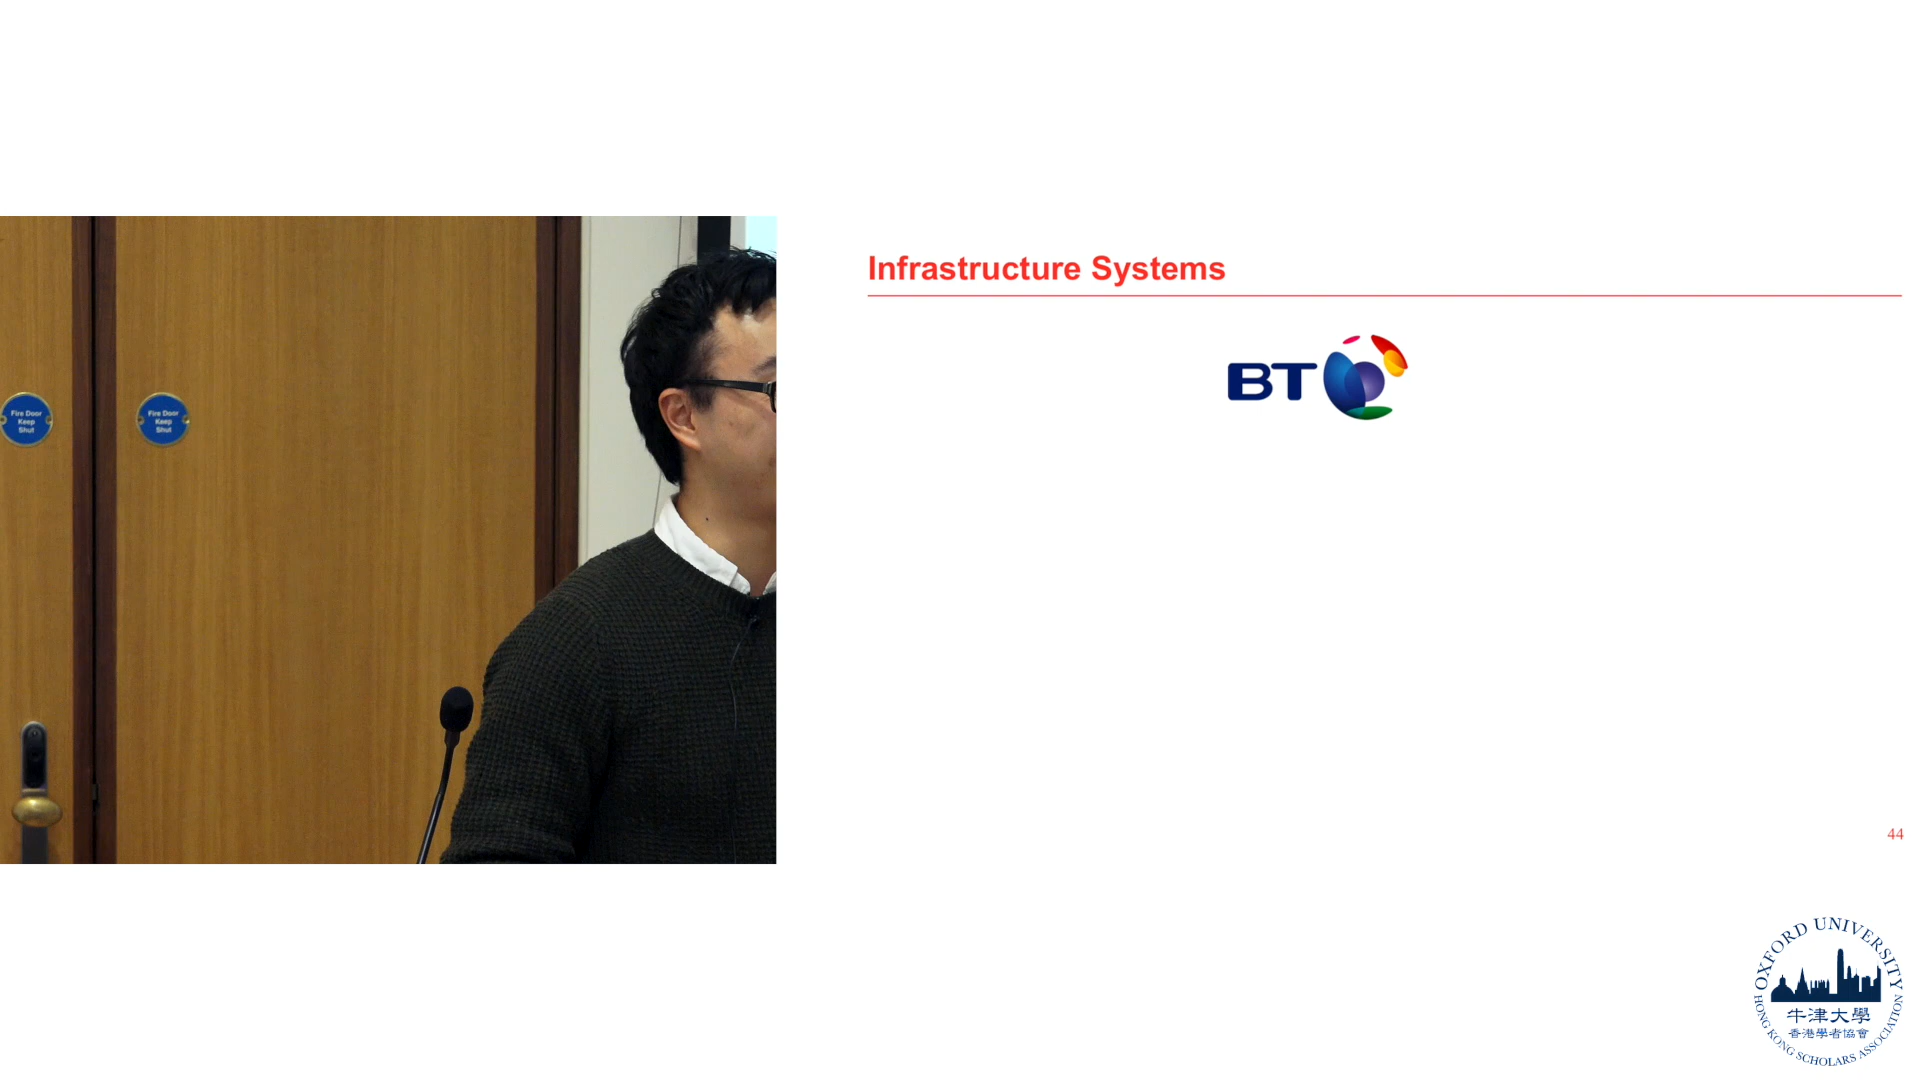 Fire Door
Keep
Shut
Fire Door
Keep
Shut
Infrastructure Systems
BT
44
OXFORD UNIVERSITY
牛津大學
香港學者協會
HONG KONG SCHOLARS ASSOCIATION